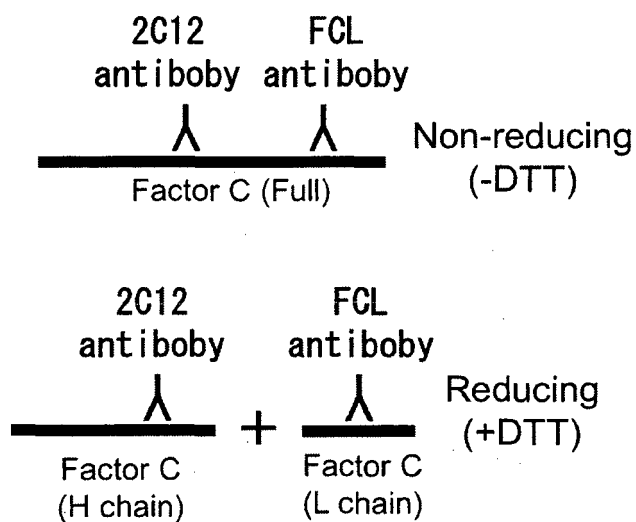 2C12 FCL
antiboby antiboby
Non-reducing
(-DTT)
Factor C (Full)
2C12 FCL
antiboby antiboby
Reducing
(+DTT)
+
Factor C Factor C
(H chain) (L chain)